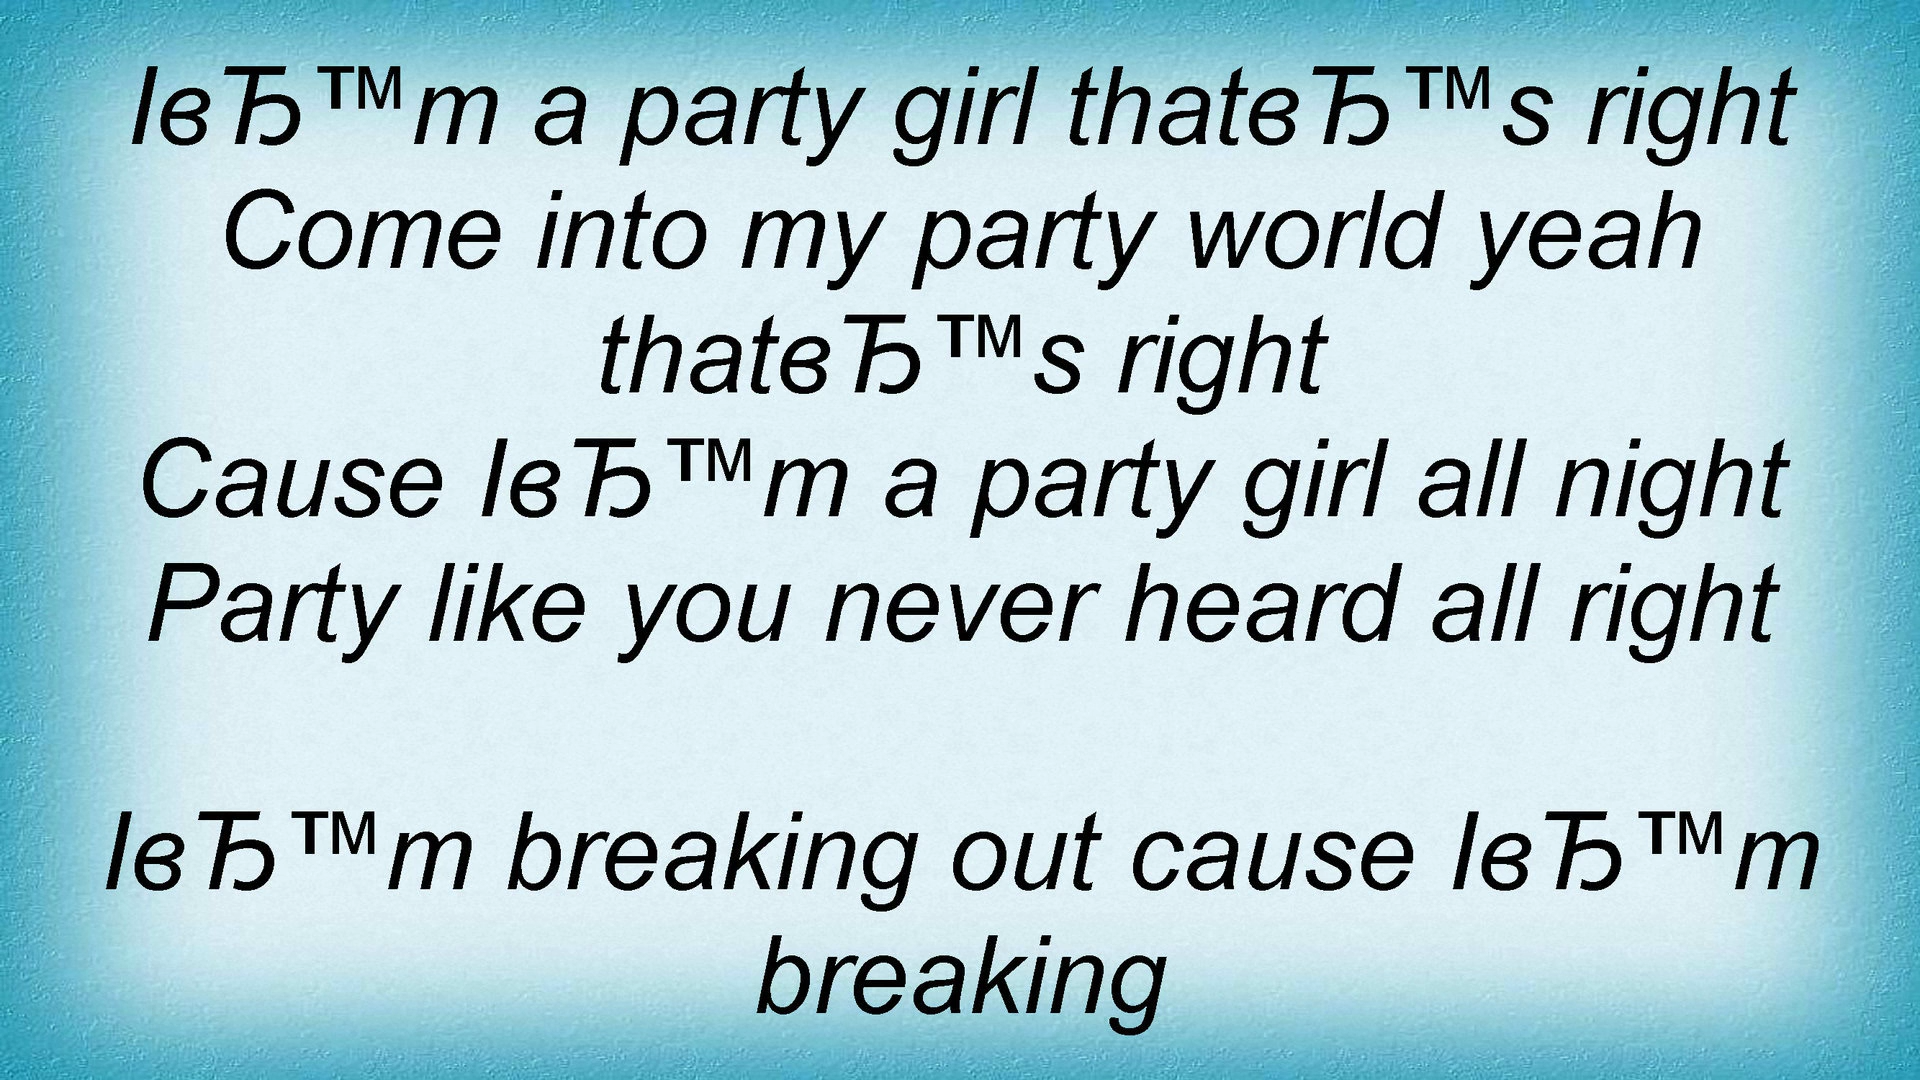 IвЂ™m a party girl thatвЂ™s right
Come into my party world yeah
thatвЂ™s right
Cause IвЂ™m a party girl all night
Party like you never heard all right
IвЂ™m breaking out cause IвЂ™m
breaking